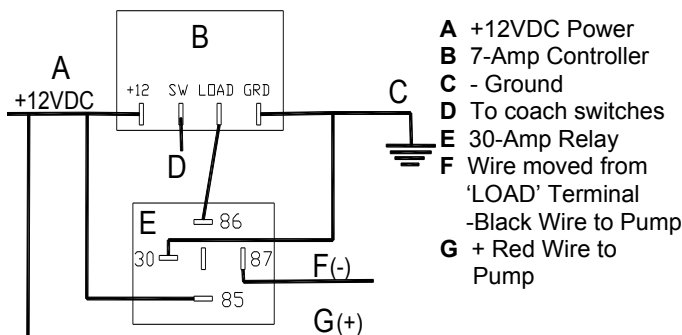 B
A
+12VDC
+12 SW LOAD GRD
C
D
E
86
30
87
F(-)
85
G(+)
A +12VDC Power
B 7-Amp Controller
C - Ground
D To coach switches
E 30-Amp Relay
F Wire moved from
‘LOAD’ Terminal
-Black Wire to Pump
G + Red Wire to
Pump